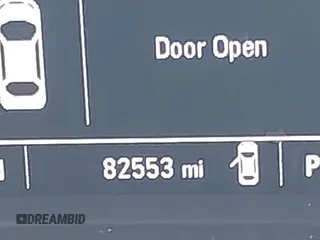 Door Open
82553 mi
P
DREAMBID